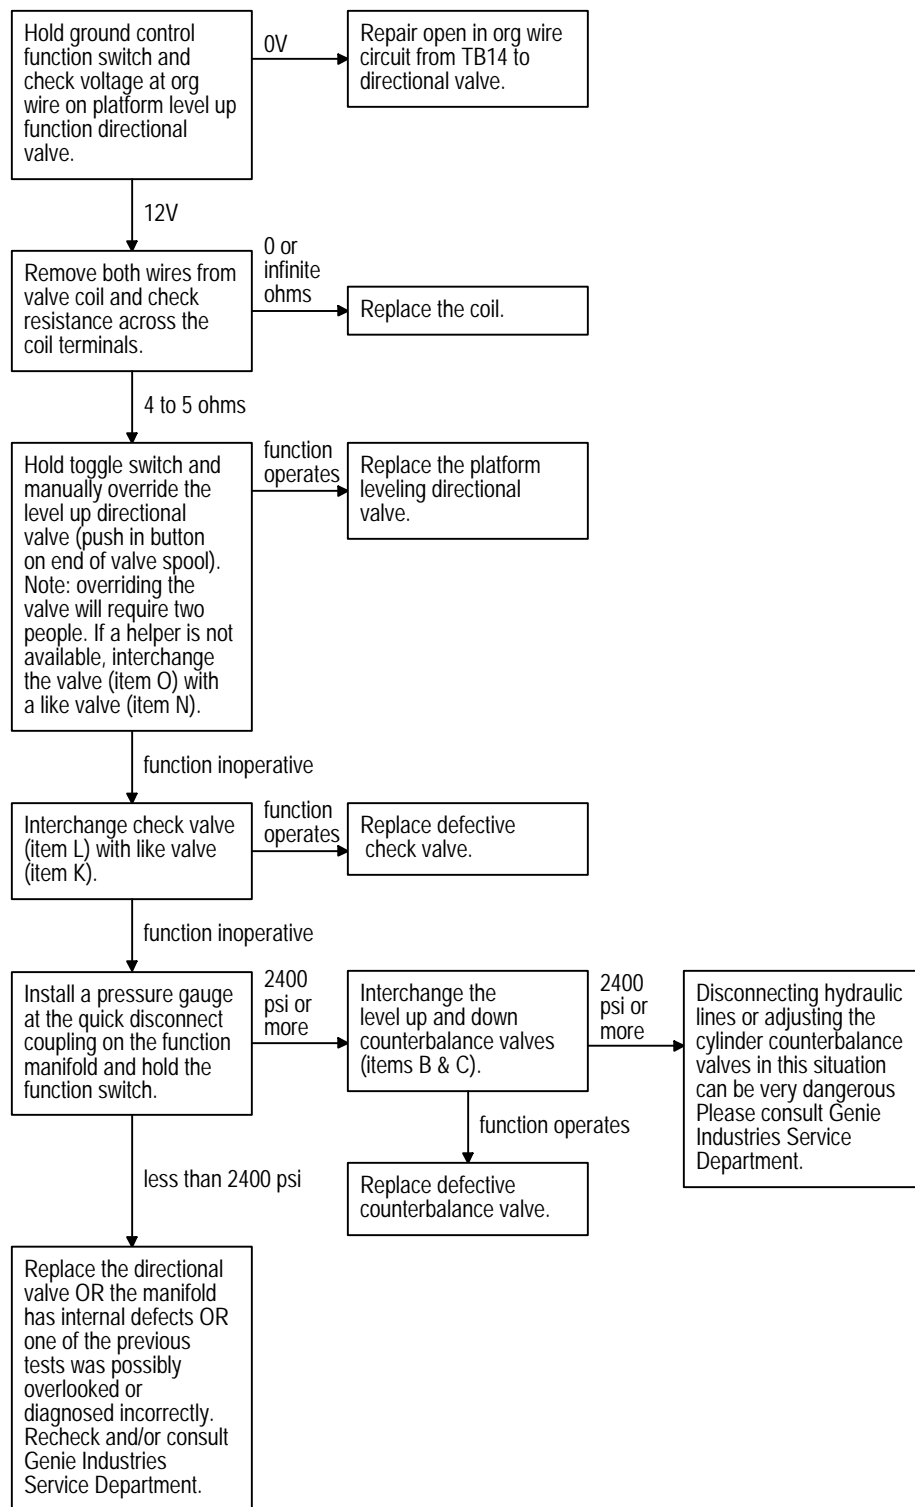 Hold ground control
function switch and
check voltage at org
wire on platform level up
function directional
valve.
0V
Repair open in org wire
circuit from TB14 to
directional valve.
12V
Remove both wires from
valve coil and check
resistance across the
coil terminals.
0 or
infinite
ohms
Replace the coil.
4 to 5 ohms
Hold toggle switch and
manually override the
level up directional
valve (push in button
on end of valve spool).
Note: overriding the
valve will require two
people. If a helper is not
available, interchange
the valve (item O) with
a like valve (item N).
function
operates
Replace the platform
leveling directional
valve.
function inoperative
Interchange check valve
(item L) with like valve
(item K).
function
operates
Replace defective
check valve.
function inoperative
Install a pressure gauge
at the quick disconnect
coupling on the function
manifold and hold the
function switch.
2400
psi or
more
Interchange the
level up and down
counterbalance valves
(items B & C).
2400
psi or
more
Disconnecting hydraulic
lines or adjusting the
cylinder counterbalance
valves in this situation
can be very dangerous
Please consult Genie
Industries Service
Department.
function operates
Replace defective
counterbalance valve.
less than 2400 psi
Replace the directional
valve OR the manifold
has internal defects OR
one of the previous
tests was possibly
overlooked or
diagnosed incorrectly.
Recheck and/or consult
Genie Industries
Service Department.